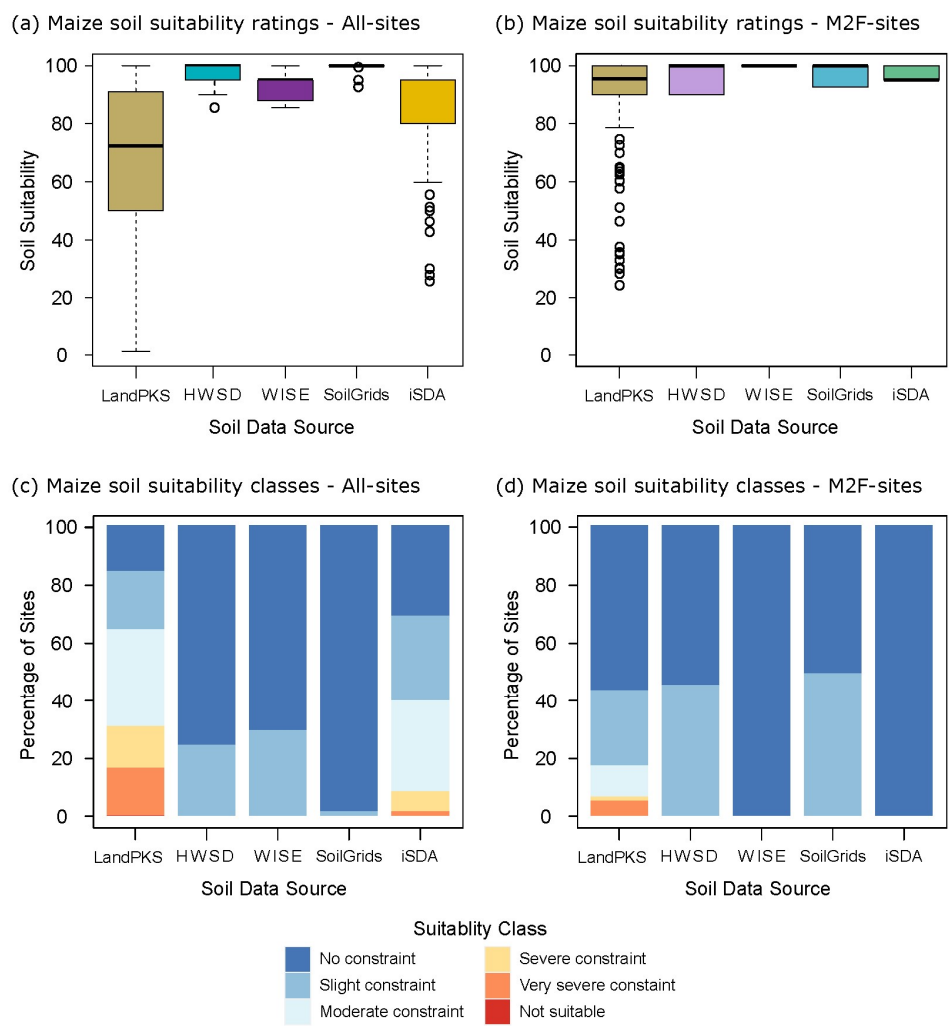 (a) Maize soil suitability ratings - All-sites
(b) Maize soil suitability ratings - M2F-sites
Soil Suitability
100
80
60
40
20
0
LandPKS HWSD WISE SoilGrids iSDA
Soil Data Source
Soil Suitability
100
80
60
40
20
0
LandPKS HWSD WISE SoilGrids iSDA
Soil Data Source
(c) Maize soil suitability classes - All-sites
(d) Maize soil suitability classes - M2F-sites
Percentage of Sites
100
80
60
40
20
0
LandPKS HWSD WISE SoilGrids iSDA
Soil Data Source
Percentage of Sites
100
80
60
40
20
0
LandPKS HWSD WISE SoilGrids iSDA
Soil Data Source
Suitablity Class
No constraint
Slight constraint
Moderate constraint
Severe constraint
Very severe constaint
Not suitable